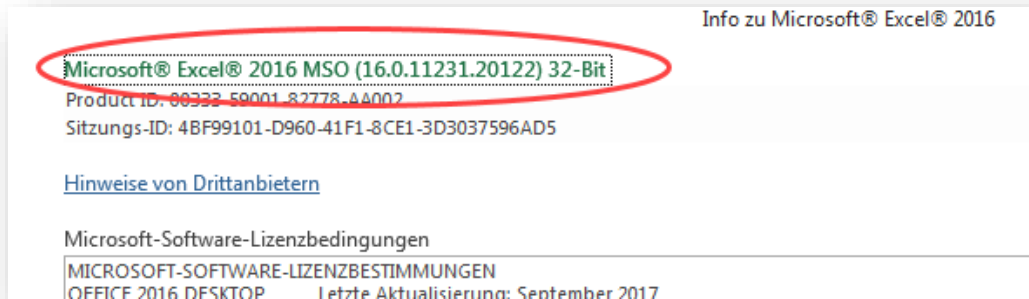 Info zu Microsoft® Excel® 2016
Microsoft® Excel® 2016 MSO (16.0.11231.20122) 32-Bit
Product ID: 00333-59001-82778-AA002
Sitzungs-ID: 4BF99101-D960-41F1-8CE1-3D3037596AD5
Hinweise von Drittanbietern
Microsoft-Software-Lizenzbedingungen
MICROSOFT-SOFTWARE-LIZENZBESTIMMUNGEN
OFFICE 2016 DESKTOP Letzte Aktualisierung: September 2017